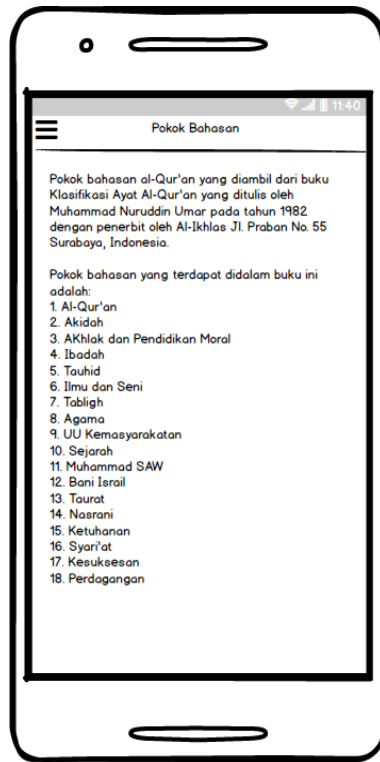 11:40
Pokok Bahasan
Pokok bahasan al-Qur'an yang diambil dari buku
Klasifikasi Ayat Al-Qur'an yang ditulis oleh
Muhammad Nuruddin Umar pada tahun 1982
dengan penerbit oleh Al-Ikhlas Jl. Praban No. 55
Surabaya, Indonesia.
Pokok bahasan yang terdapat didalam buku ini
adalah:
1. Al-Qur'an
2. Akidah
3. AKhlak dan Pendidikan Moral
4. Ibadah
5. Tauhid
6. Ilmu dan Seni
7. Tabligh
8. Agama
9. UU Kemasyarakatan
10. Sejarah
11. Muhammad SAW
12. Bani Israil
13. Taurat
14. Nasrani
15. Ketuhanan
16. Syari'at
17. Kesuksesan
18. Perdagangan